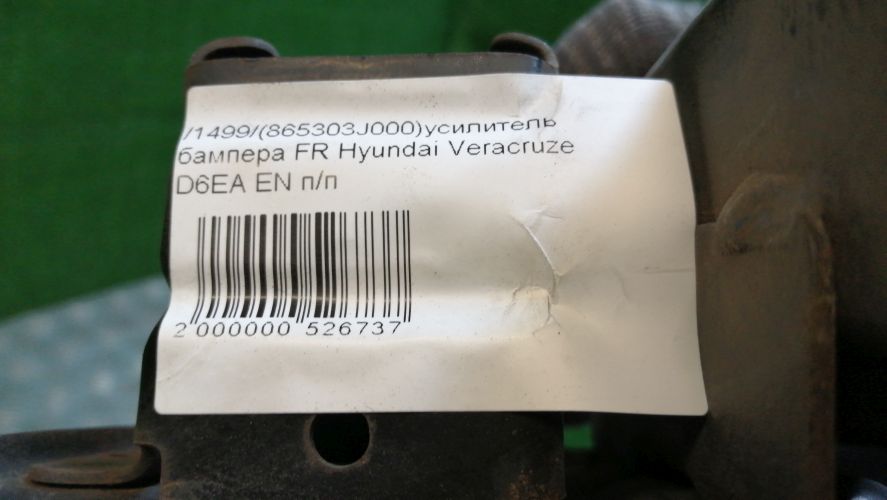 /1499/(865303J000)усилитель
бампера FR Hyundai Veracruze
D6EA EN п/п
2 000000 526737